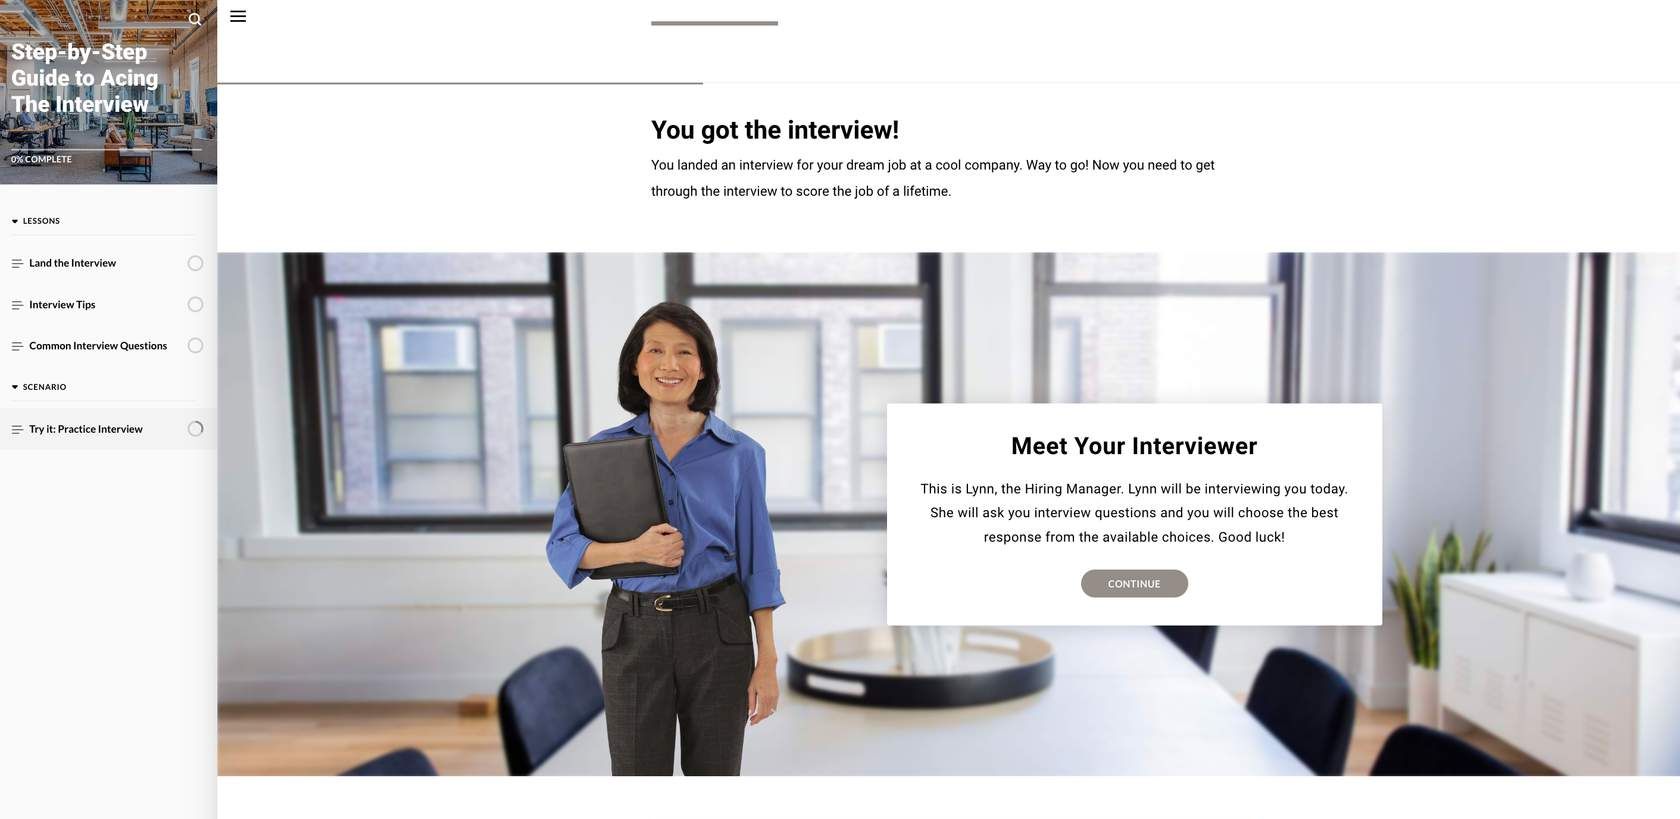 Step-by-Step
Guide to Acing
The Interview
0% COMPLETE
LESSONS
Land the Interview
Interview Tips
Common Interview Questions
SCENARIO
Try it: Practice Interview
You got the interview!
You landed an interview for your dream job at a cool company. Way to go! Now you need to get
through the interview to score the job of a lifetime.
Meet Your Interviewer
This is Lynn, the Hiring Manager. Lynn will be interviewing you today.
She will ask you interview questions and you will choose the best
response from the available choices. Good luck!
CONTINUE